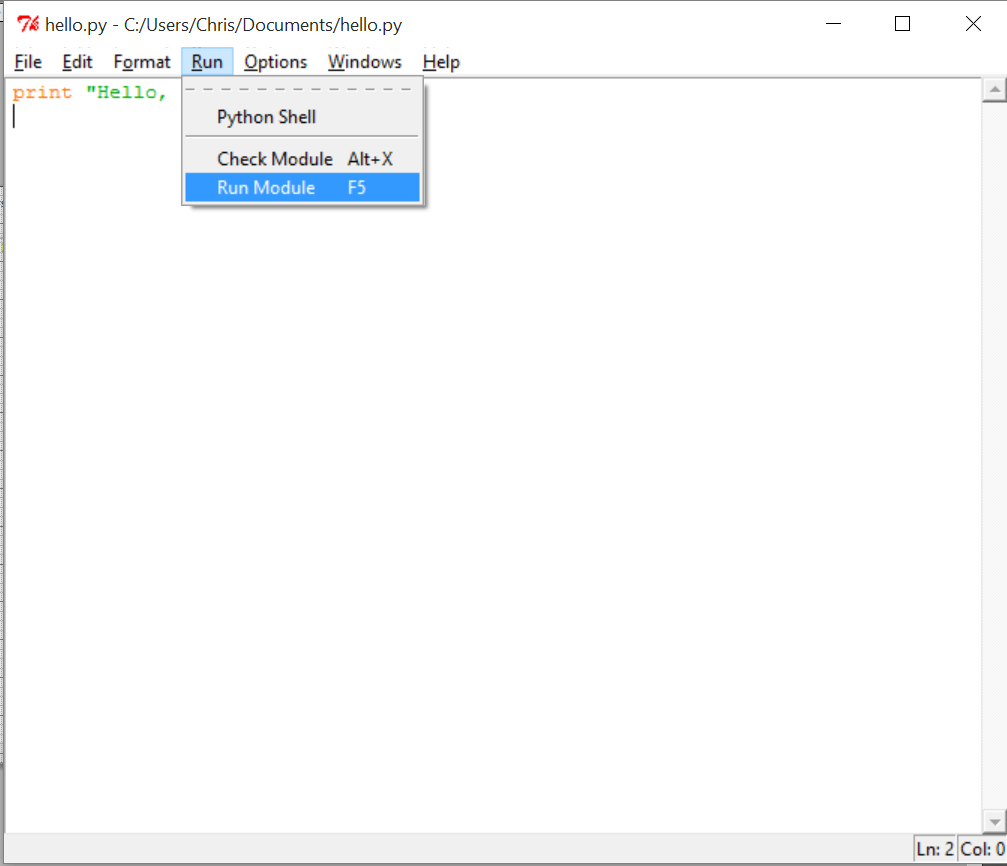 hello.py - C:/Users/Chris/Documents/hello.py
File Edit Format Run Options Windows Help
print "Hello,
Python Shell
Check Module Alt+X
Run Module F5
Ln: 2 Col: 0